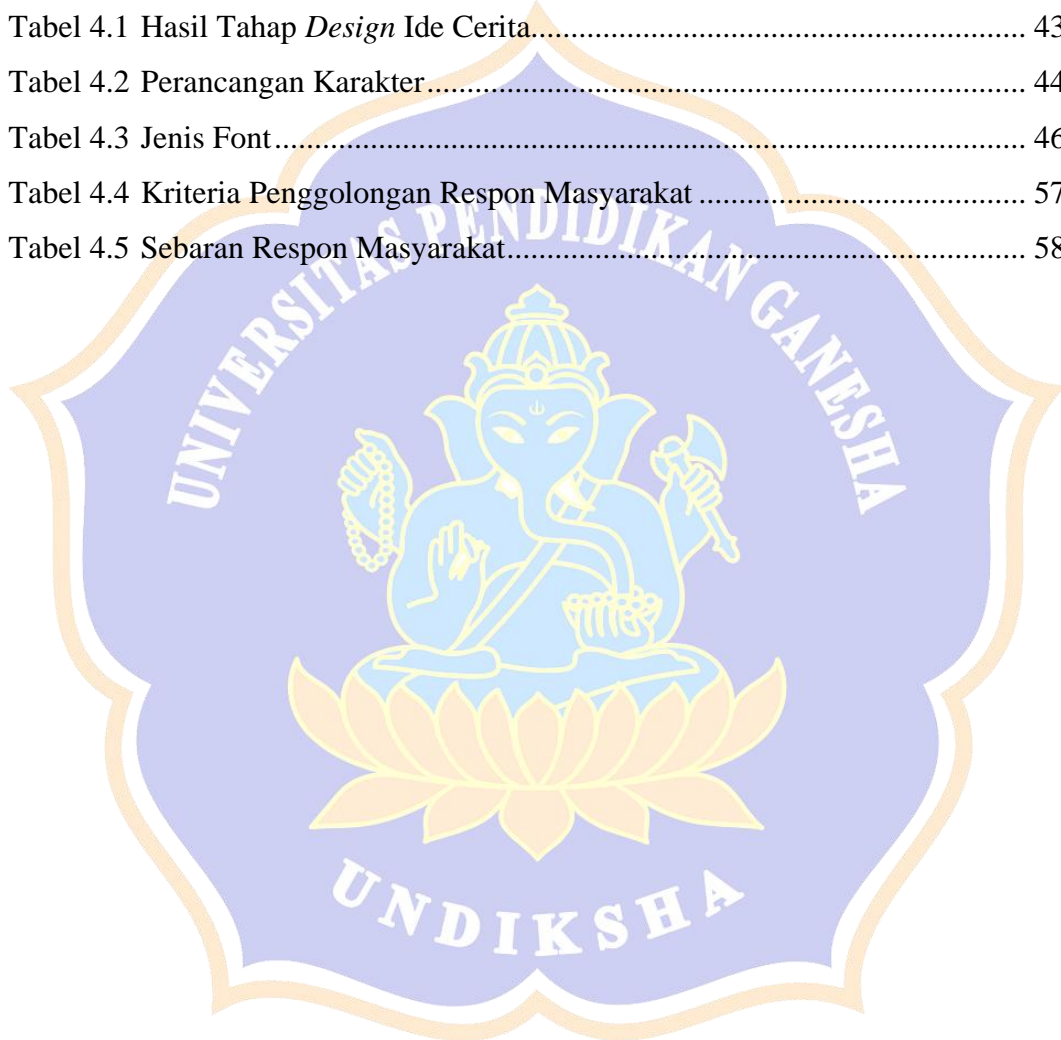 Tabel 4.1 Hasil Tahap Design Ide Cerita.................................................................... 43
Tabel 4.2 Perancangan Karakter.................................................................................. 44
Tabel 4.3 Jenis Font..................................................................................................... 46
Tabel 4.4 Kriteria Penggolongan Respon Masyarakat ............................................... 57
Tabel 4.5 Sebaran Respon Masyarakat....................................................................... 58
UNIVERSITAS PENDIDIKAN GANESHA
UNDIKSHA